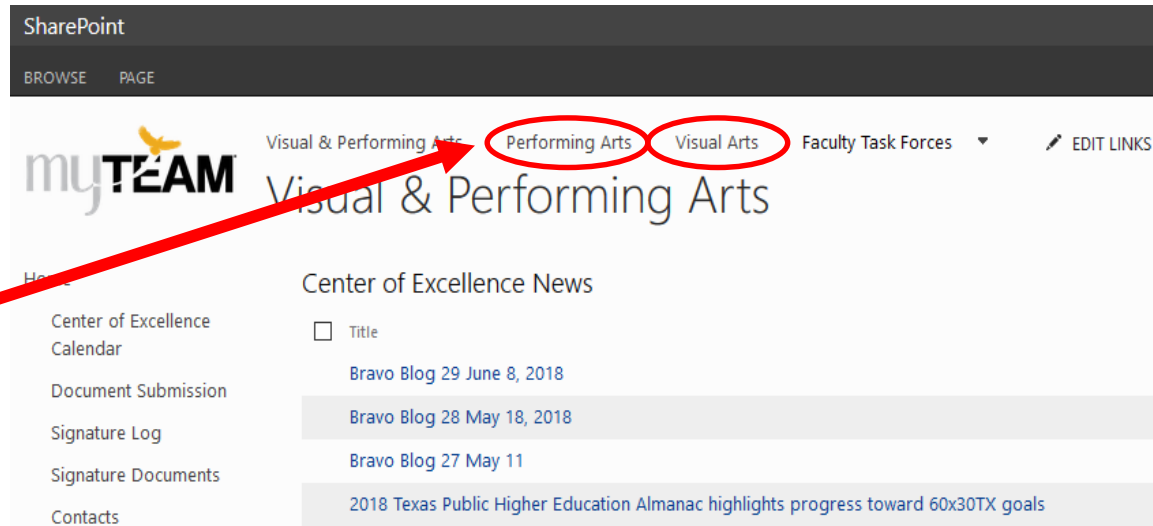 SharePoint
BROWSE PAGE
myTEAM
Visual & Performing Arts Performing Arts Visual Arts Faculty Task Forces EDIT LINKS
Visual & Performing Arts
Home
Center of Excellence
Calendar
Document Submission
Signature Log
Signature Documents
Contacts
Center of Excellence News
Title
Bravo Blog 29 June 8, 2018
Bravo Blog 28 May 18, 2018
Bravo Blog 27 May 11
2018 Texas Public Higher Education Almanac highlights progress toward 60x30TX goals